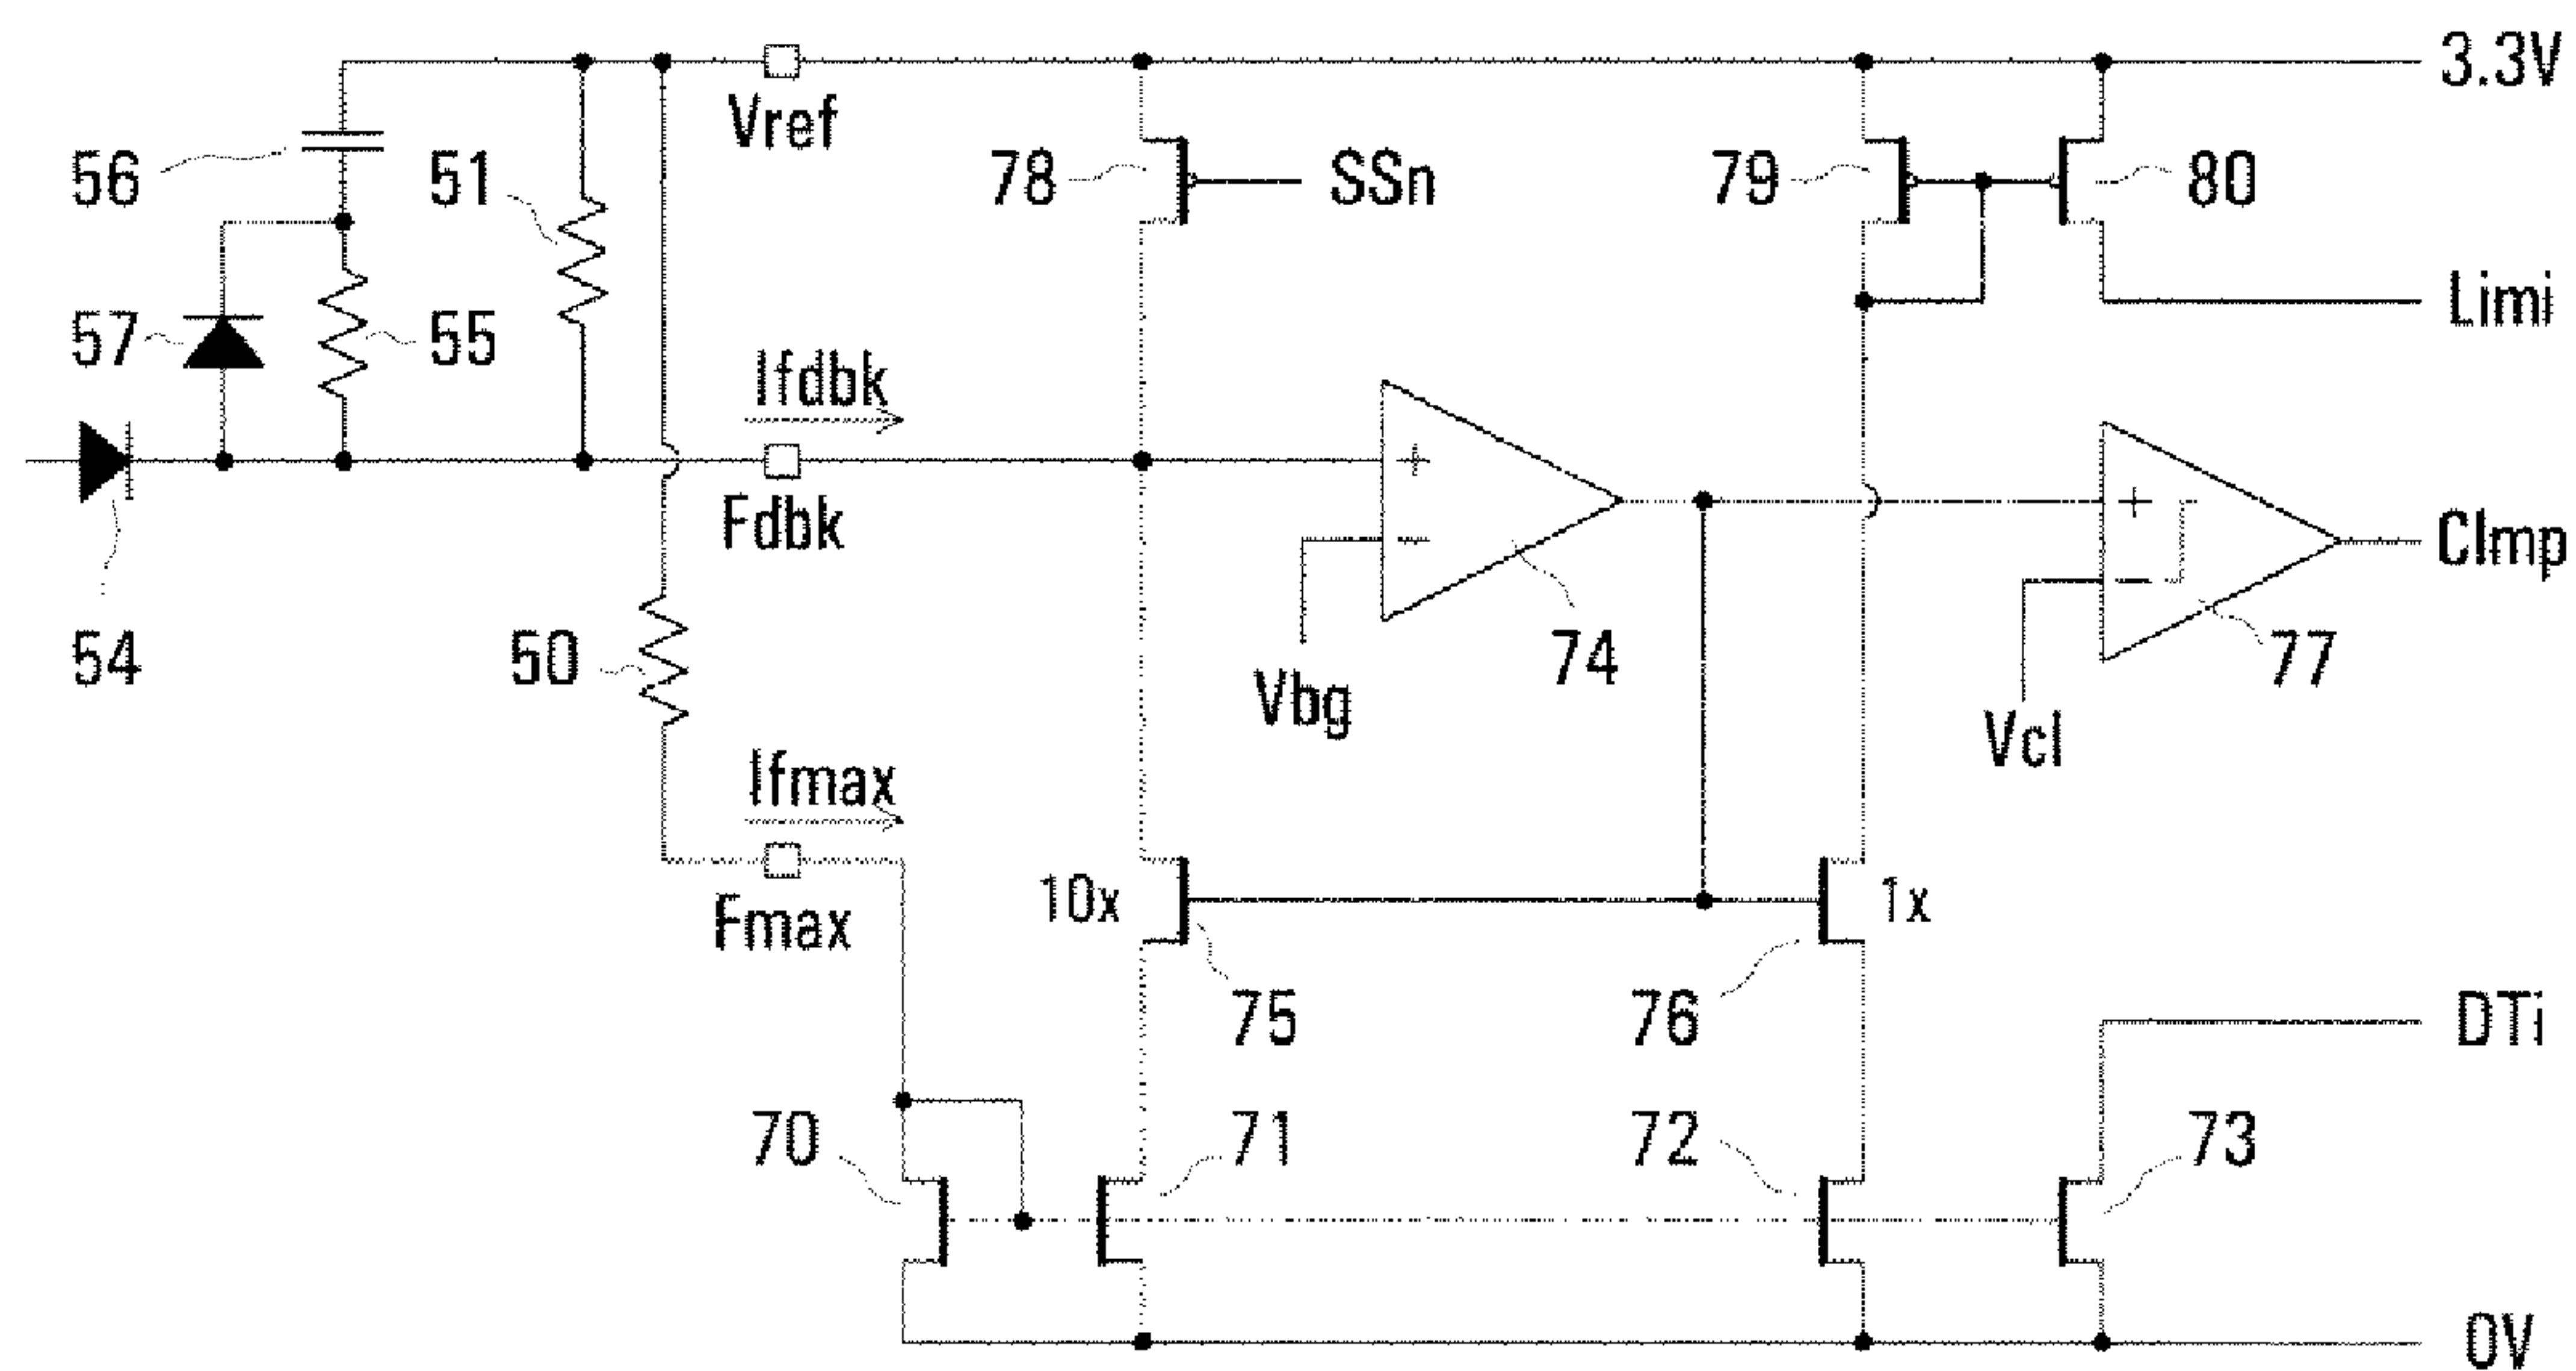 3.3V
Vref
56
51
78
SSn
79
80
57
55
Limi
Ifdbk
Fdbk
CImp
54
50
Vbg
74
77
Vcl
Ifmax
10x
1x
Fmax
75
76
DTi
70
71
72
73
0V